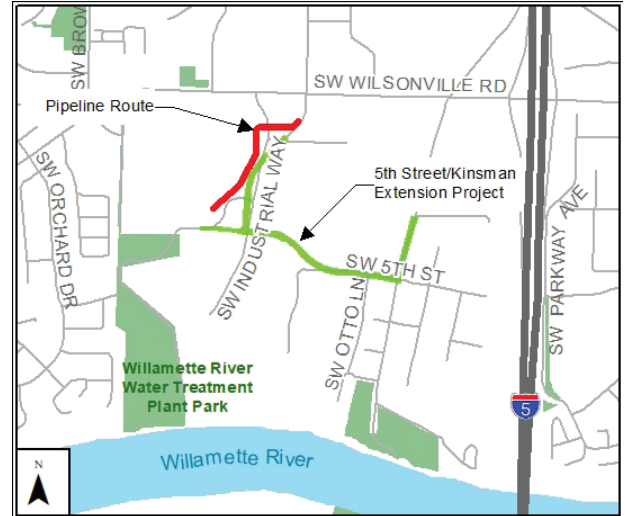 SW BROW
SW WILSONVILLE RD
Pipeline Route
SW ORCHARD DR
SW INDUSTRIAL WAY
5th Street/Kinsman
Extension Project
SW PARKWAY AVE
SW 5TH ST
SW OTTO LN
Willamette River
Water Treatment
Plant Park
5
Willamette River
N